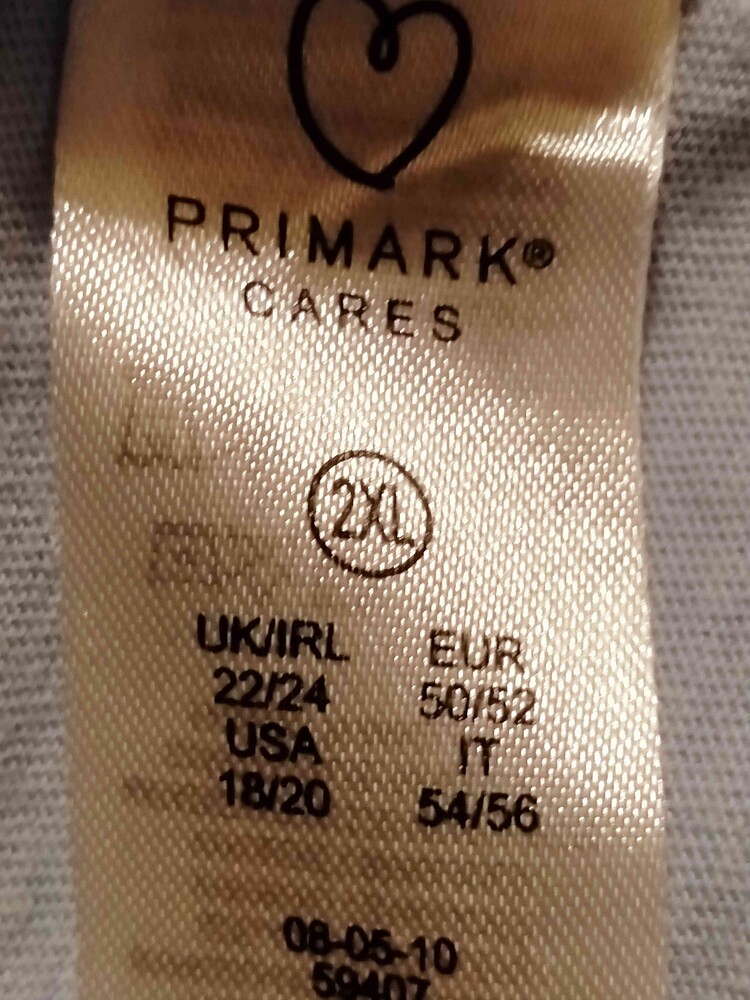 PRIMARK®
CARES
2XL
UK/IRL EUR
22/24 50/52
USA IT
18/20 54/56
08-05-10
59407